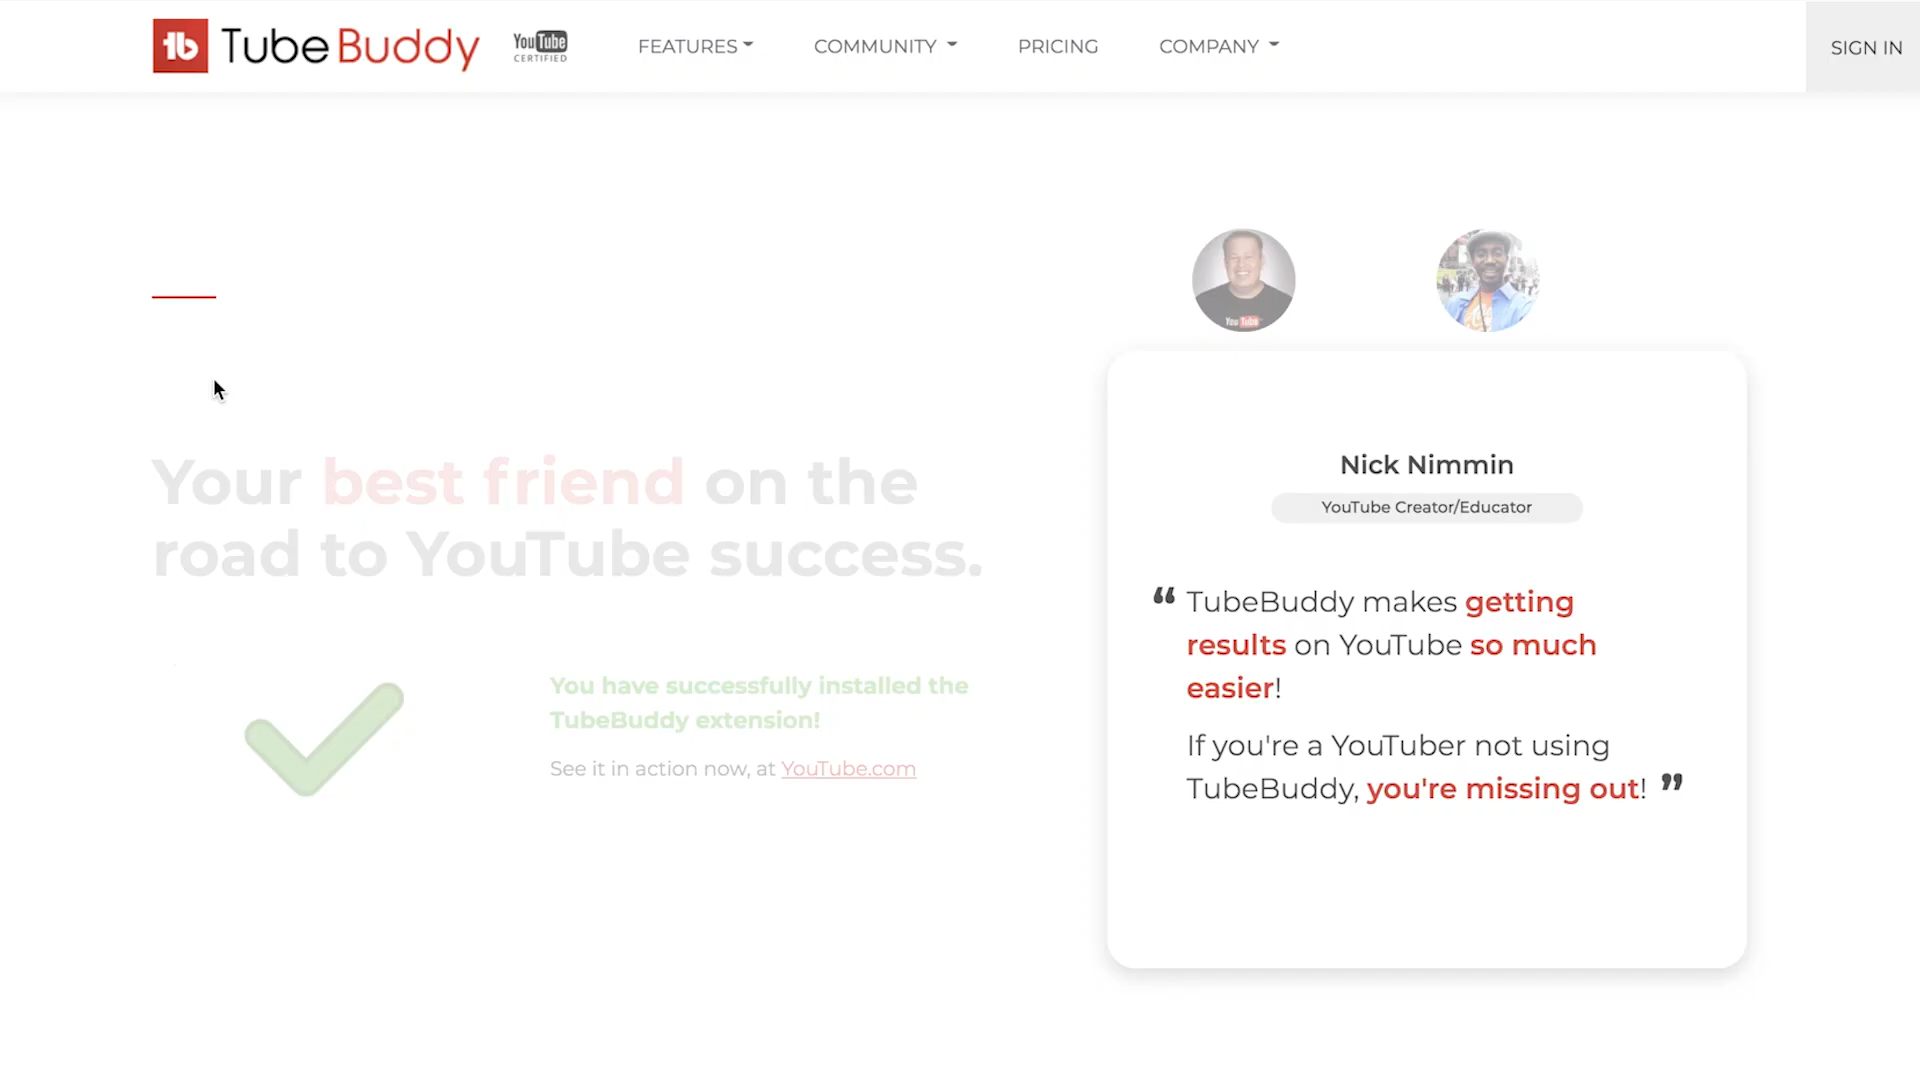 tb TubeBuddy YouTube CERTIFIED FEATURES COMMUNITY PRICING COMPANY SIGN IN
You Tube
Your best friend on the
road to YouTube success.
You have successfully installed the
TubeBuddy extension!
See it in action now, at YouTube.com
Nick Nimmin
YouTube Creator/Educator
“ TubeBuddy makes getting
results on YouTube so much
easier!
If you're a YouTuber not using
TubeBuddy, you're missing out! ”